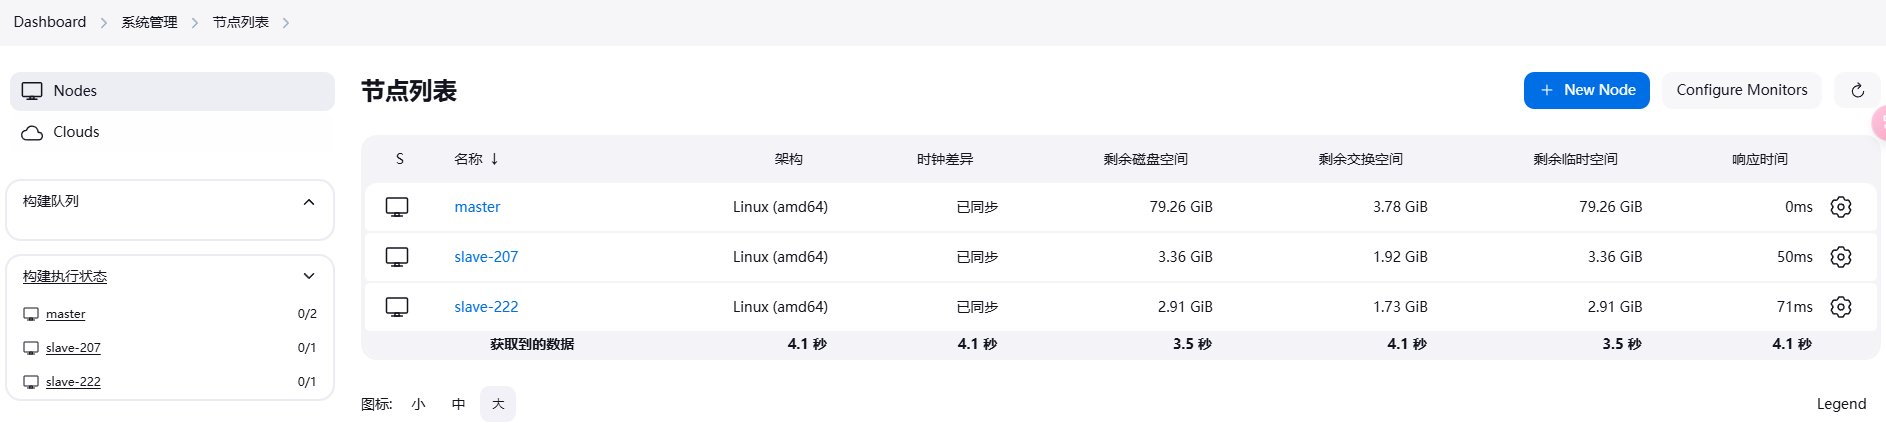 Dashboard > 系统管理 > 节点列表 >
Nodes
Clouds
构建队列
构建执行状态
master 0/2
slave-207 0/1
slave-222 0/1
节点列表
+ New Node
Configure Monitors
S 名称 ↓ 架构 时钟差异 剩余磁盘空间 剩余交换空间 剩余临时空间 响应时间
master Linux (amd64) 已同步 79.26 GiB 3.78 GiB 79.26 GiB 0ms
slave-207 Linux (amd64) 已同步 3.36 GiB 1.92 GiB 3.36 GiB 50ms
slave-222 Linux (amd64) 已同步 2.91 GiB 1.73 GiB 2.91 GiB 71ms
获取到的数据 4.1 秒 4.1 秒 3.5 秒 4.1 秒 3.5 秒 4.1 秒
图标: 小 中 大
Legend